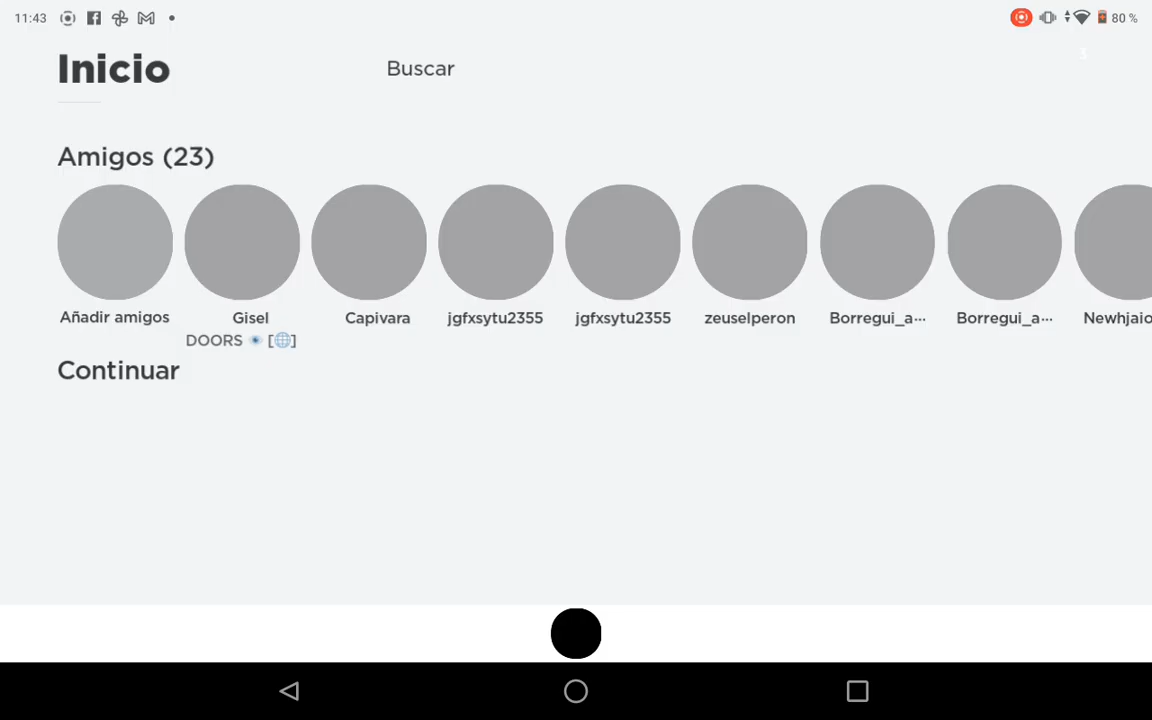 11:43 80 %
3
Inicio Buscar
Amigos (23)
Añadir amigos Gisel Capivara jgfxsytu2355 jgfxsytu2355 zeuselperon Borregui_a··· Borregui_a··· Newhjaio
DOORS 👁 [🌐]
Continuar